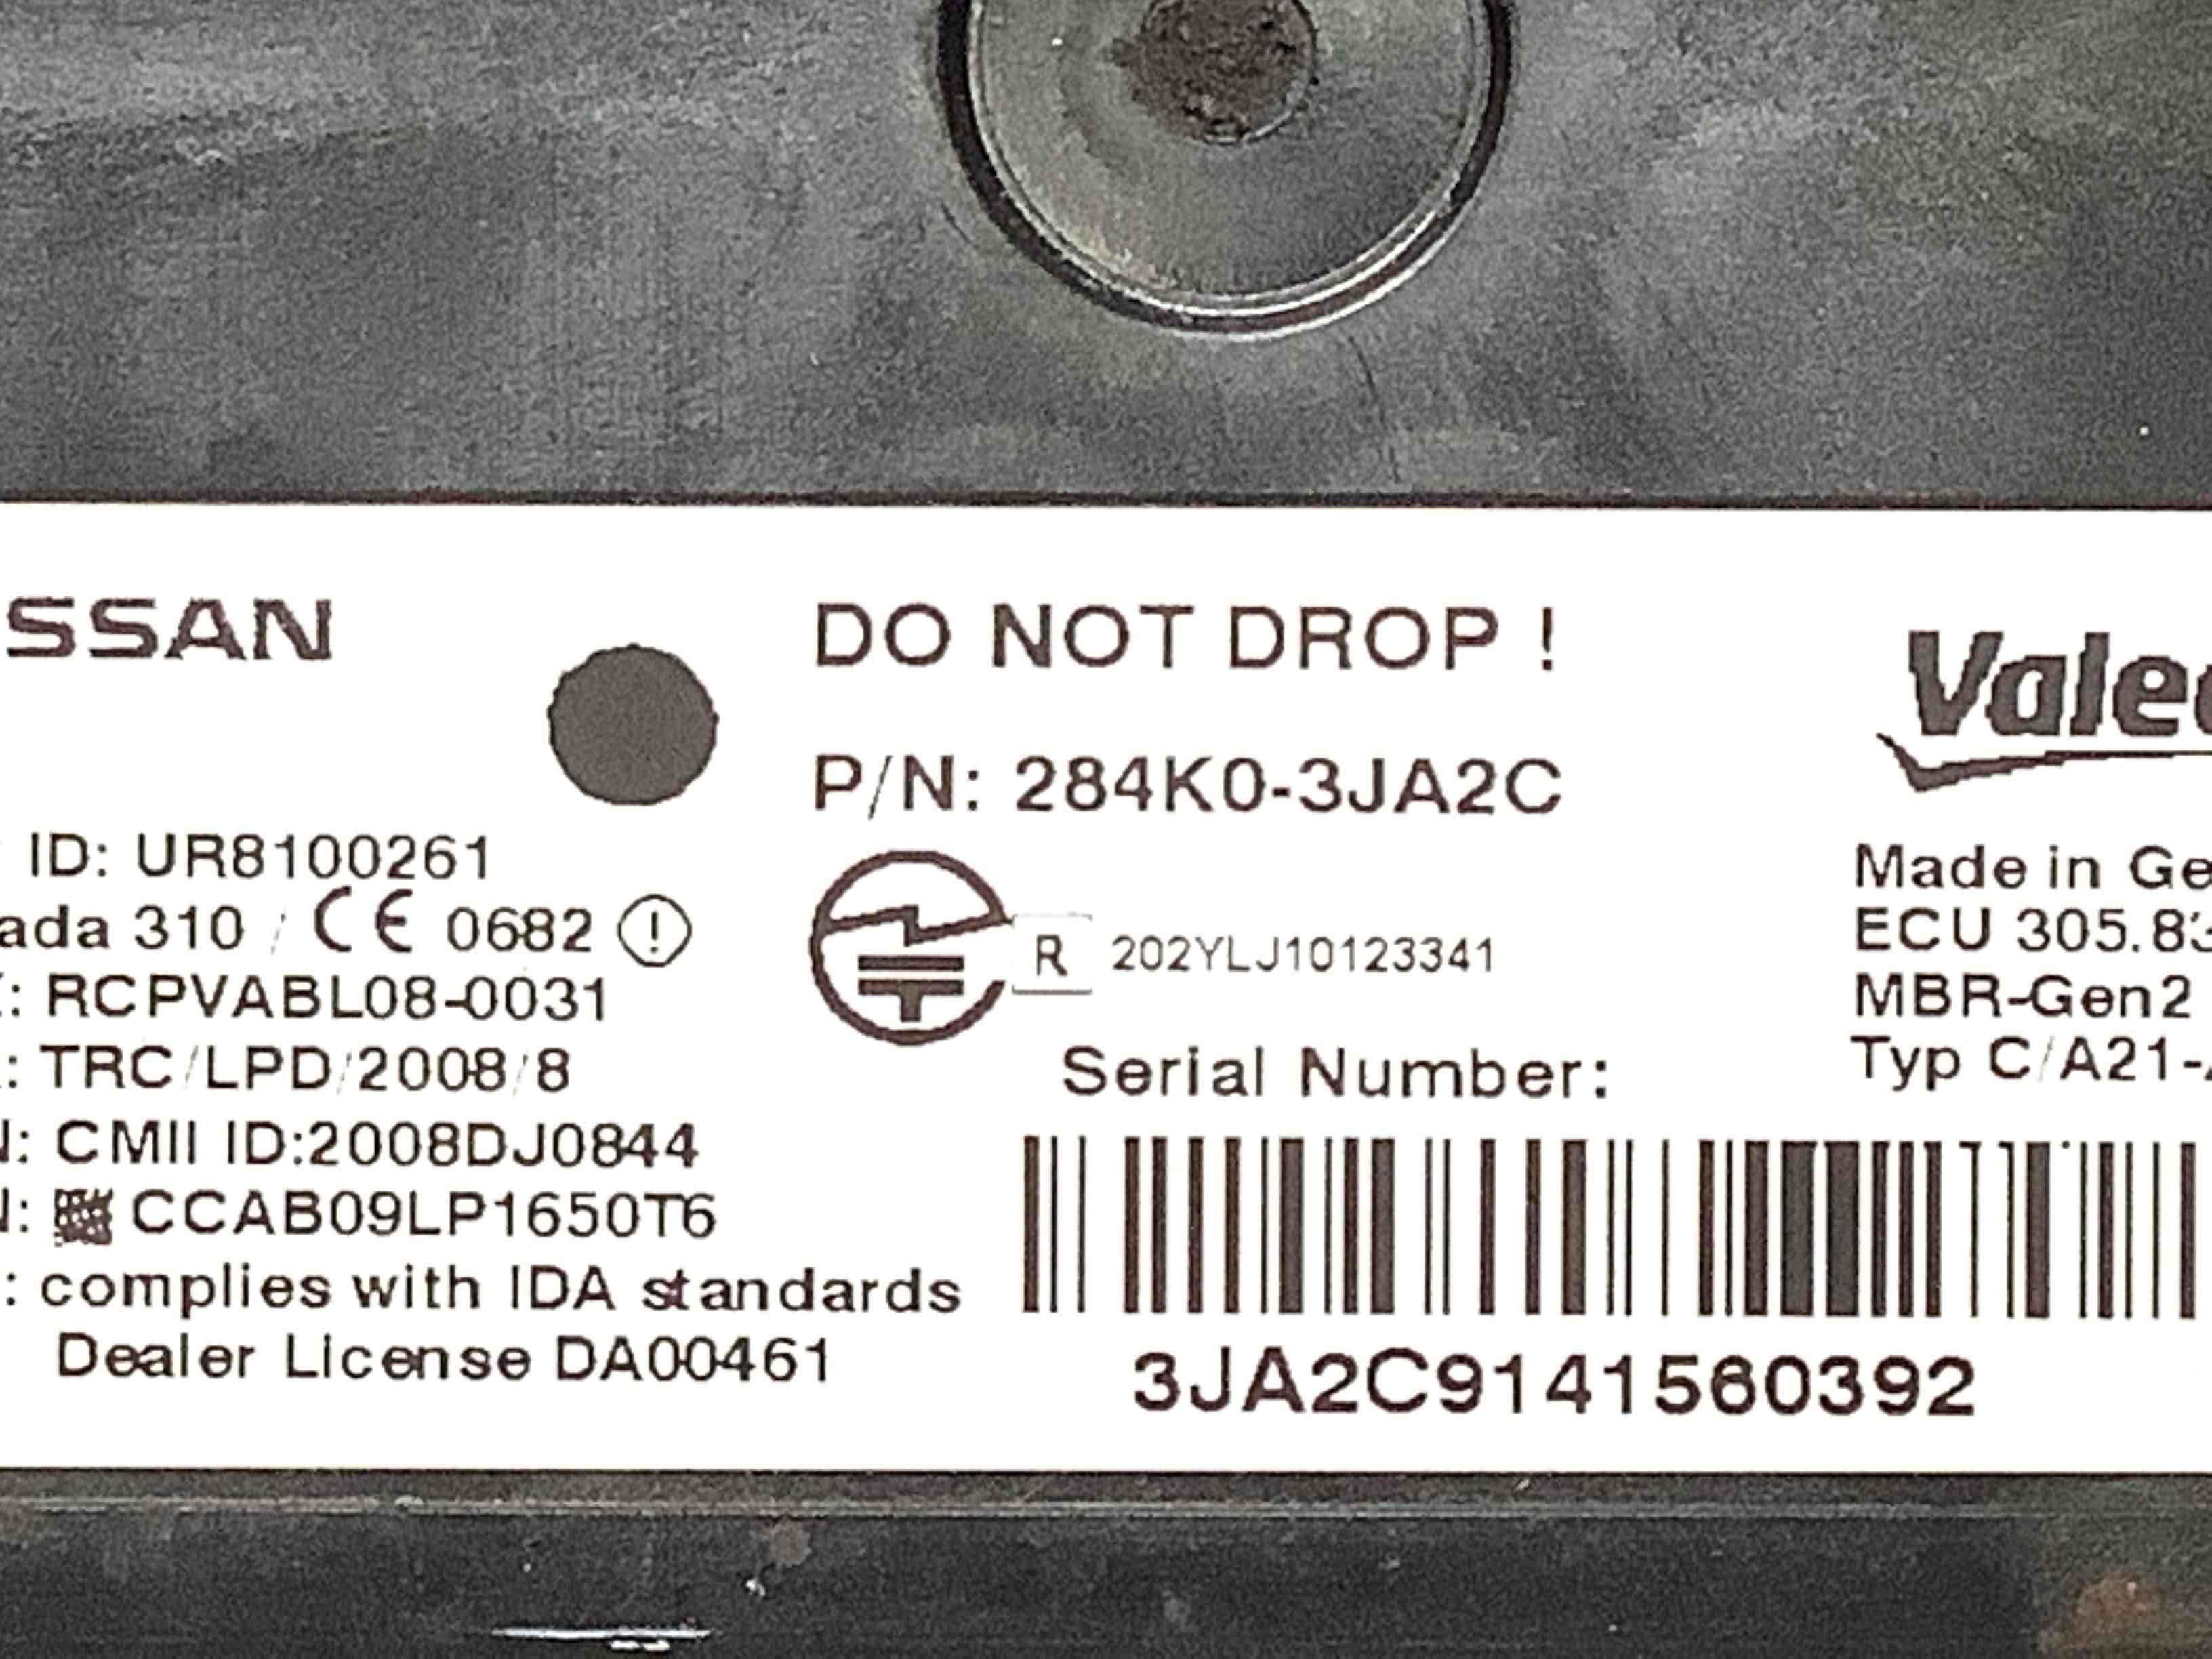 ISSAN
DO NOT DROP !
Valeo
P/N: 284K0-3JA2C
ID: UR8100261
ada 310 / CE 0682
: RCPVABL08-0031
: TRC/LPD/2008/8
N: CMII ID:2008DJ0844
: CCAB09LP1650T6
: complies with IDA standards
Dealer License DA00461
R 202YLJ10123341
Serial Number:
3JA2C9141560392
Made in Ge
ECU 305.83
MBR-Gen2
Typ C/A21-